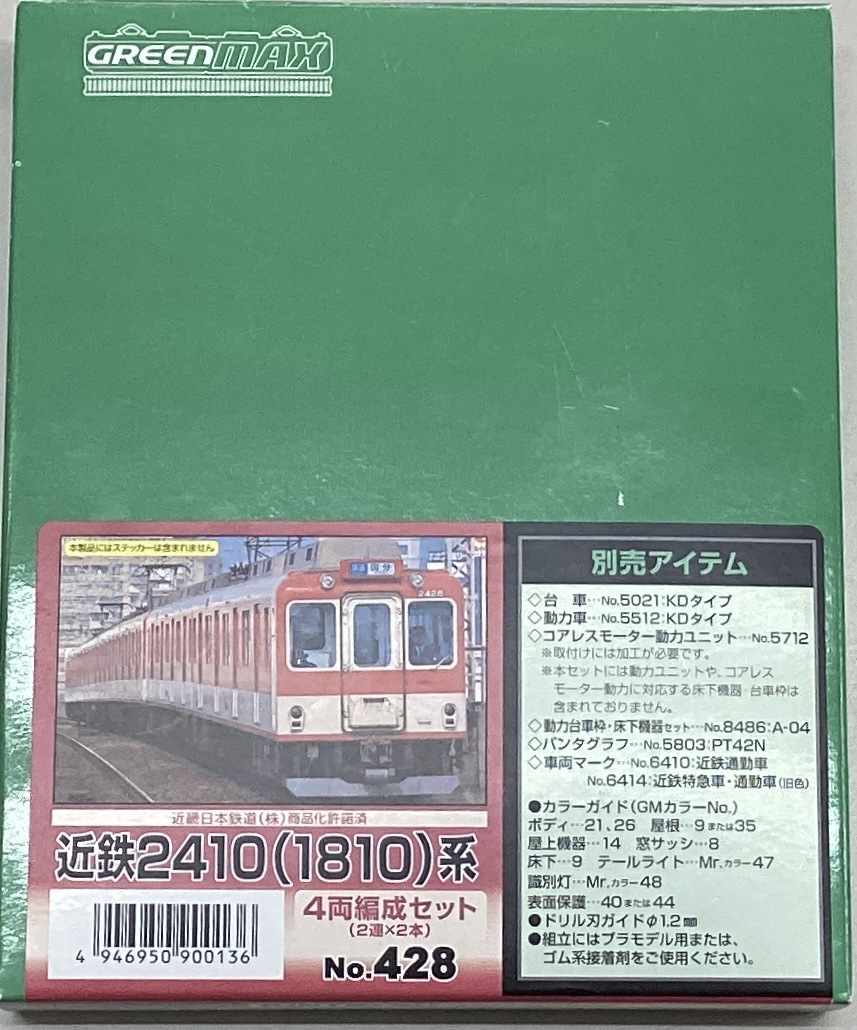 GREENMAX
本製品にはステッカーは含まれません
国分
2428
近畿日本鉄道(株)商品化許諾済
近鉄2410(1810)系
4 946950 900136
4両編成セット
(2連×2本)
No.428
別売アイテム
◇台　車…No.5021:KDタイプ
◇動力車…No.5512:KDタイプ
◇コアレスモーター動力ユニット…No.5712
※取付けには加工が必要です。
※本セットには動力ユニットや、コアレス
モーター動力に対応する床下機器・台車枠は
含まれておりません。
◇動力台車枠・床下機器セット…No.8486:A-04
◇パンタグラフ…No.5803:PT42N
◇車両マーク…No.6410:近鉄通勤車
No.6414:近鉄特急車・通勤車(旧色)
●カラーガイド(GMカラーNo.)
ボディ…21、26　屋根…9または35
屋上機器…14　窓サッシ…8
床下…9　テールライト…Mr.カラー47
識別灯…Mr.カラー48
表面保護…40または44
●ドリル刃ガイドφ1.2㎜
●組立にはプラモデル用または、
ゴム系接着剤をご使用ください。